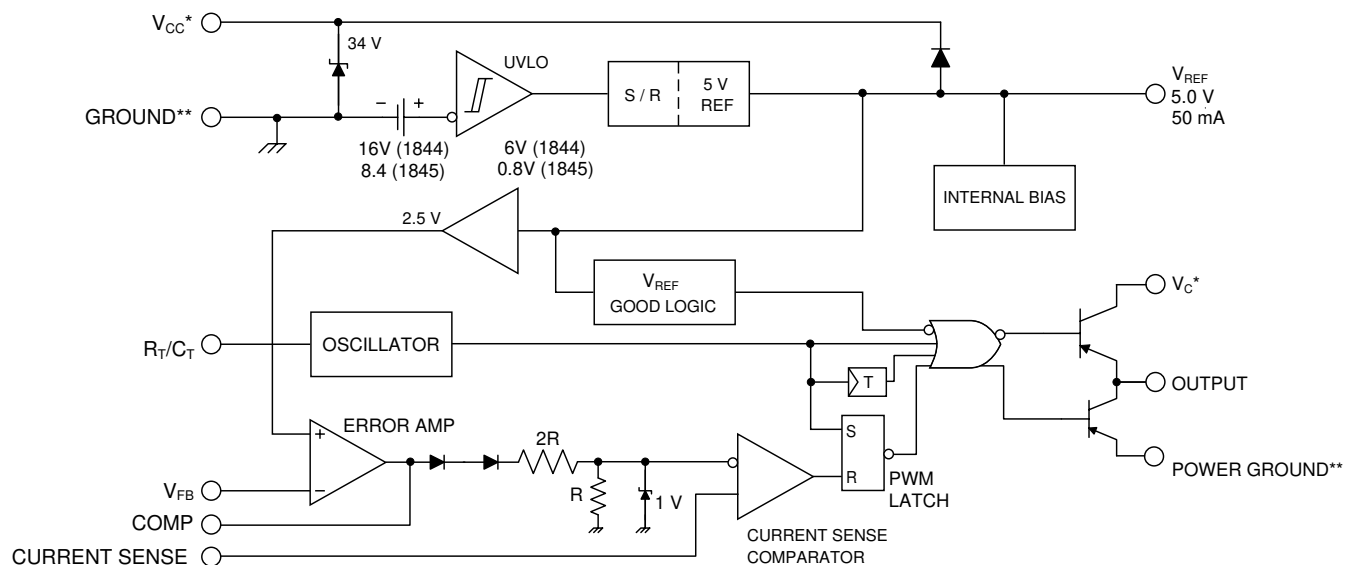 VCC*
34 V
UVLO
S / R
5 V
REF
VREF
5.0 V
50 mA
GROUND**
− +
16V (1844)
8.4 (1845)
6V (1844)
0.8V (1845)
INTERNAL BIAS
2.5 V
VREF
GOOD LOGIC
VC*
RT/CT
OSCILLATOR
T
OUTPUT
ERROR AMP
+
−
2R
R
1 V
S
R
PWM
LATCH
POWER GROUND**
VFB
COMP
CURRENT SENSE
CURRENT SENSE
COMPARATOR